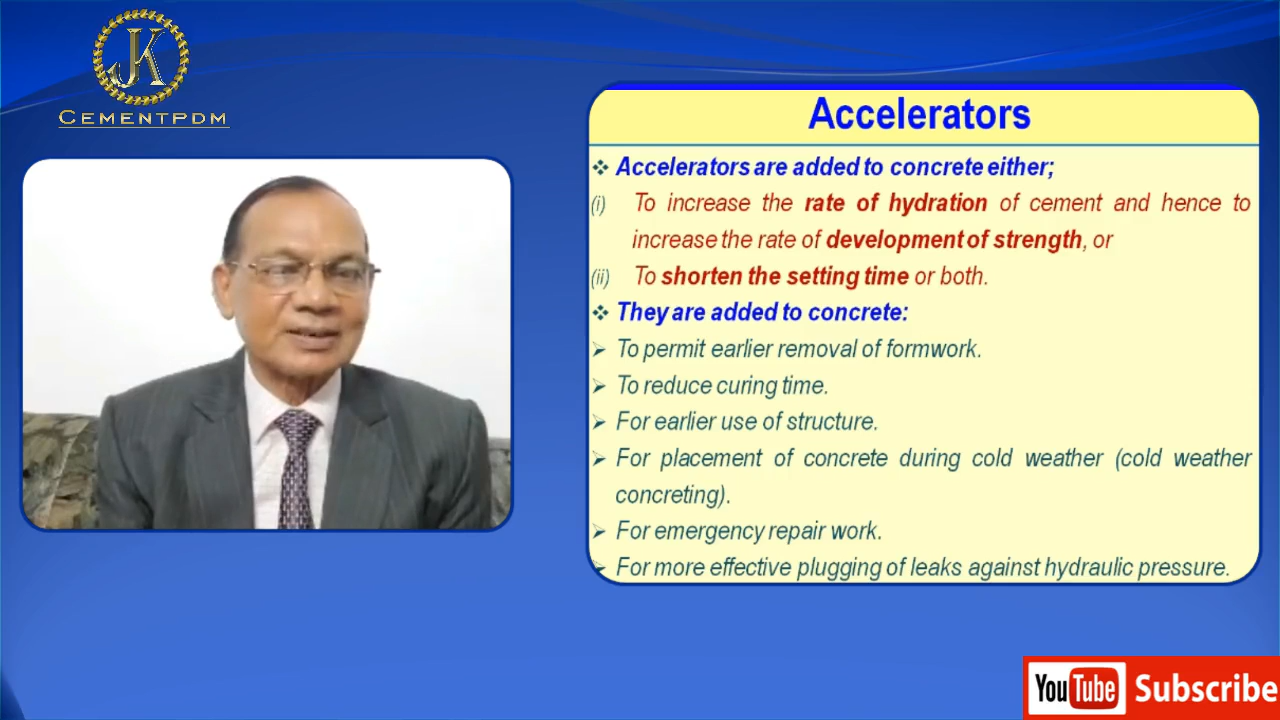 JK
CEMENTPDM
Accelerators
❖ Accelerators are added to concrete either;
(i) To increase the rate of hydration of cement and hence to
increase the rate of development of strength, or
(ii) To shorten the setting time or both.
❖ They are added to concrete:
➢ To permit earlier removal of formwork.
➢ To reduce curing time.
➢ For earlier use of structure.
➢ For placement of concrete during cold weather (cold weather
concreting).
➢ For emergency repair work.
➢ For more effective plugging of leaks against hydraulic pressure.
YouTube Subscribe